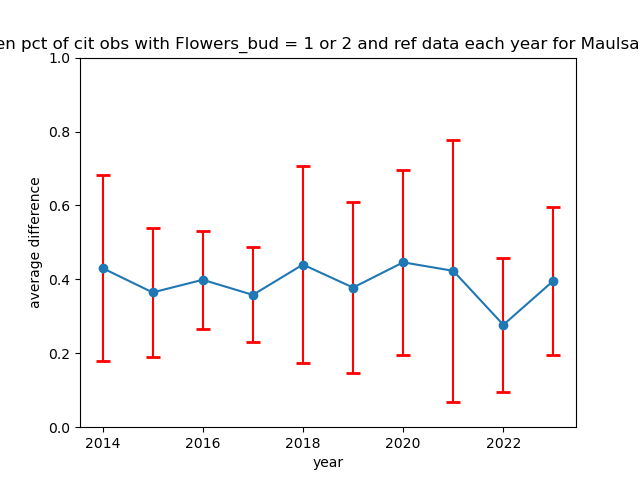 en pct of cit obs with Flowers_bud = 1 or 2 and ref data each year for Maulsa
1.0
0.8
0.6
0.4
0.2
0.0
average difference
2014 2016 2018 2020 2022
year